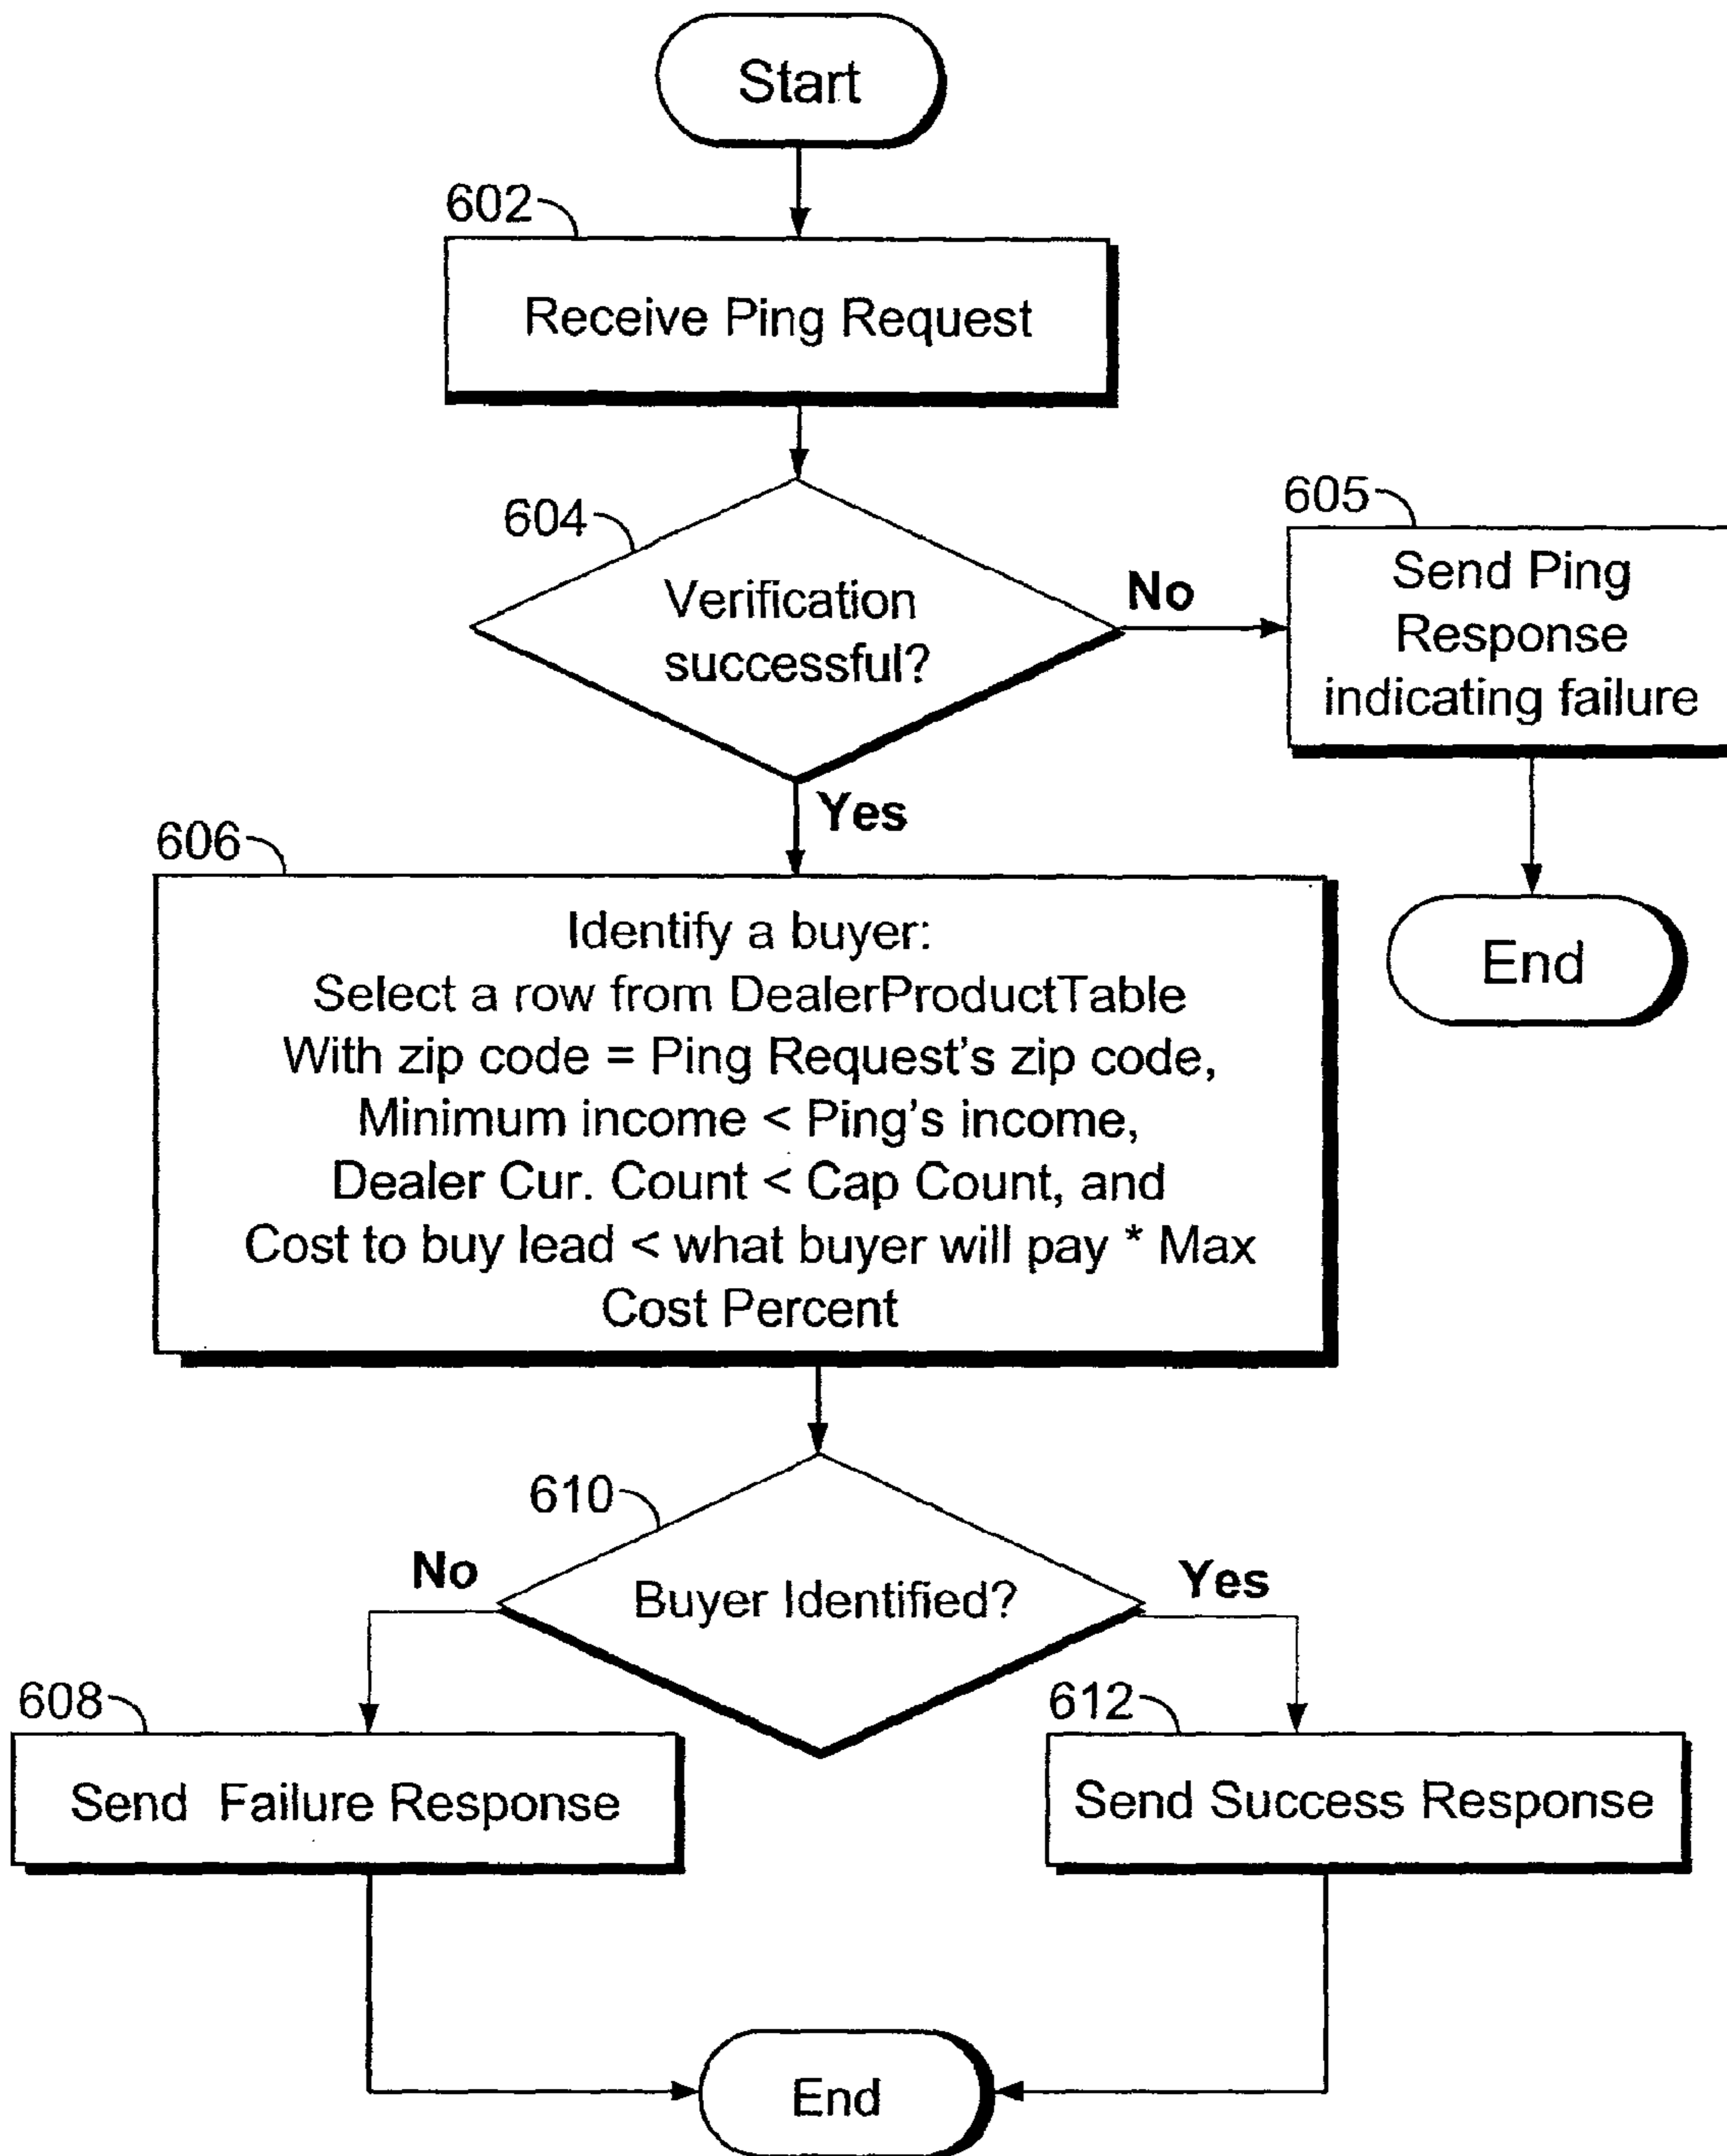 Start
602
Receive Ping Request
604
Verification
successful?
No
605
Send Ping
Response
indicating failure
Yes
End
606
Identify a buyer:
Select a row from DealerProductTable
With zip code = Ping Request's zip code,
Minimum income < Ping's income,
Dealer Cur. Count < Cap Count, and
Cost to buy lead < what buyer will pay * Max
Cost Percent
610
Buyer Identified?
No
Yes
608
Send Failure Response
612
Send Success Response
End